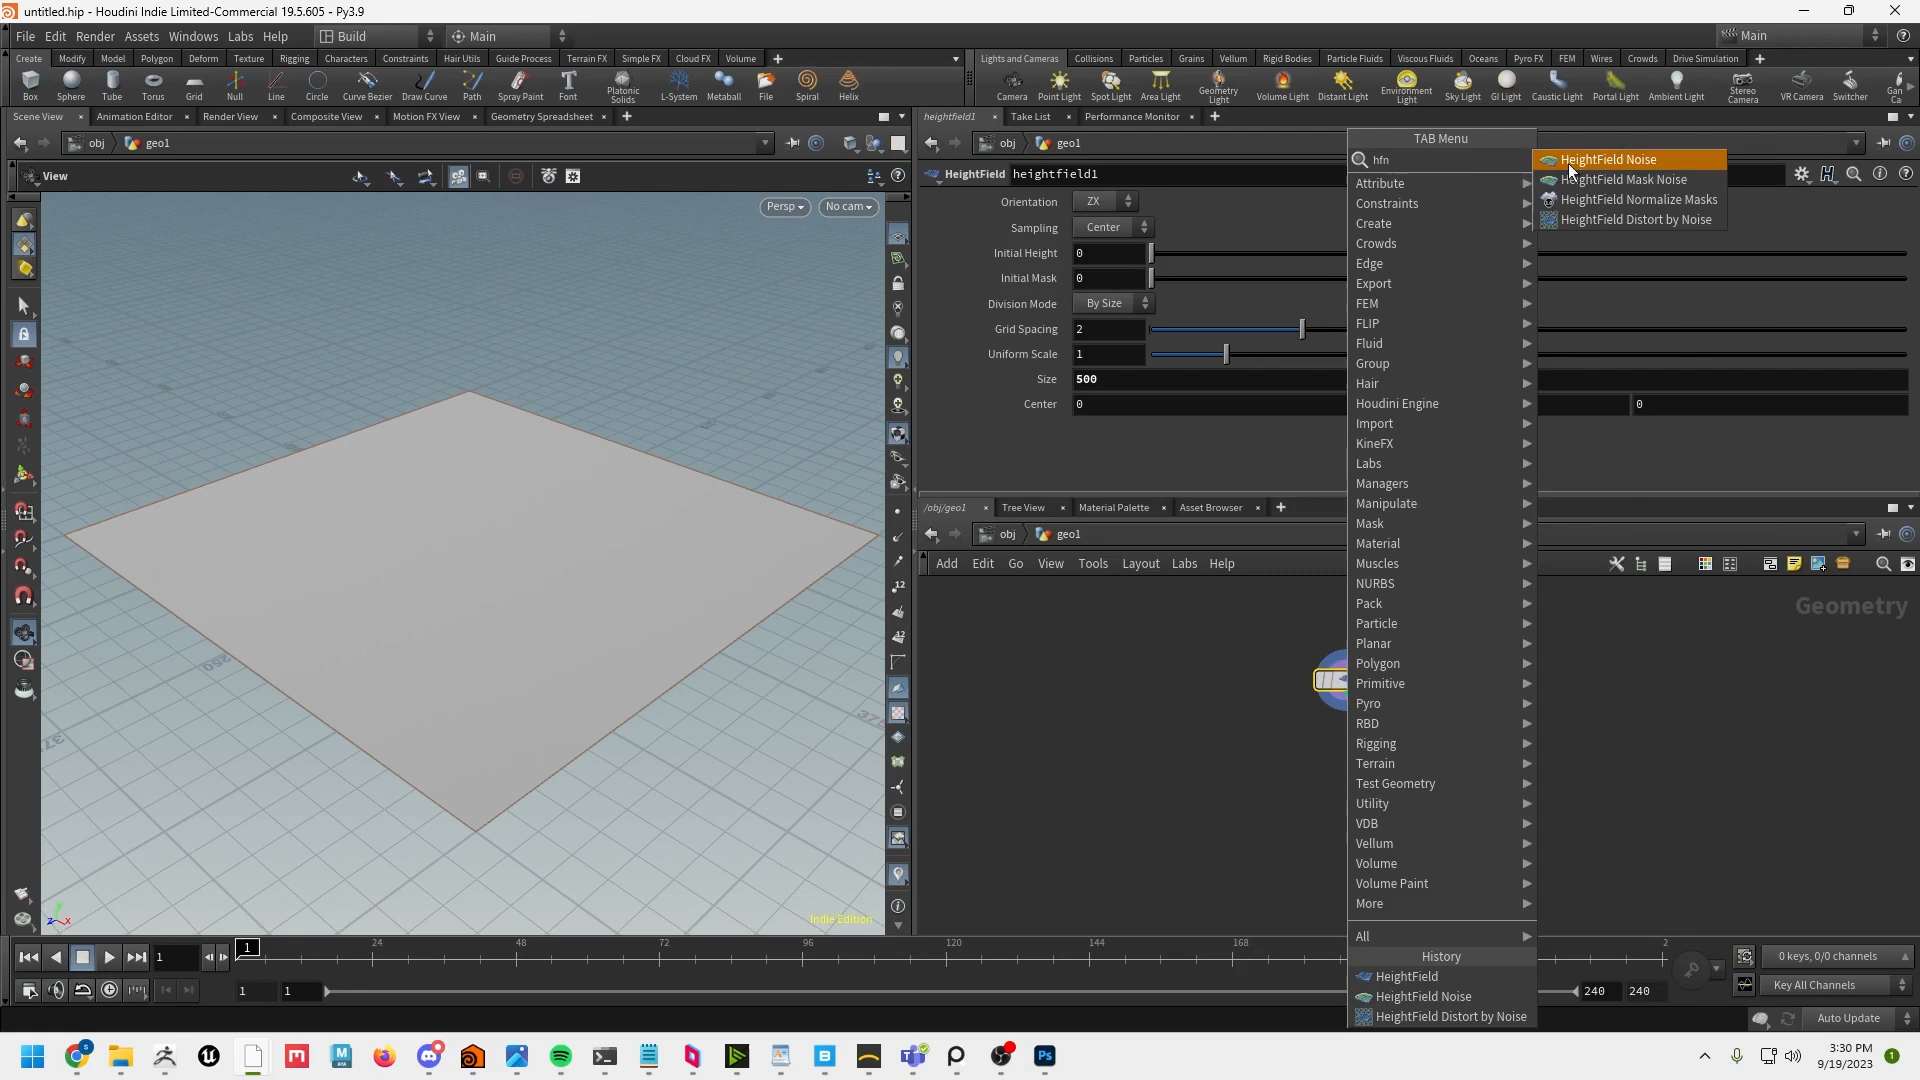 untitled.hip - Houdini Indie Limited-Commercial 19.5.605 - Py3.9
File Edit Render Assets Windows Labs Help Build Main Main
Create Modify Model Polygon Deform Texture Rigging Characters Constraints Hair Utils Guide Process Terrain FX Simple FX Cloud FX Volume
Lights and Cameras Collisions Particles Grains Vellum Rigid Bodies Particle Fluids Viscous Fluids Oceans Pyro FX FEM Wires Crowds Drive Simulation
Box Sphere Tube Torus Grid Null Line Circle Curve Bezier Draw Curve Path Spray Paint Font Platonic Solids L-System Metaball File Spiral Helix
Camera Point Light Spot Light Area Light Geometry Light Volume Light Distant Light Environment Light Sky Light GI Light Caustic Light Portal Light Ambient Light Stereo Camera VR Camera Switcher
Scene View Animation Editor Render View Composite View Motion FX View Geometry Spreadsheet
heightfield1 Take List Performance Monitor
obj geo1
obj geo1
View
Persp No cam
HeightField heightfield1
Orientation ZX
Sampling Center
Initial Height 0
Initial Mask 0
Division Mode By Size
Grid Spacing 2
Uniform Scale 1
Size 500
Center 0 0
TAB Menu
hfn
HeightField Noise
HeightField Mask Noise
HeightField Normalize Masks
HeightField Distort by Noise
Attribute
Constraints
Create
Crowds
Edge
Export
FEM
FLIP
Fluid
Group
Hair
Houdini Engine
Import
KineFX
Labs
Managers
Manipulate
Mask
Material
Muscles
NURBS
Pack
Particle
Planar
Polygon
Primitive
Pyro
RBD
Rigging
Terrain
Test Geometry
Utility
VDB
Vellum
Volume
Volume Paint
More
All
History
HeightField
HeightField Noise
HeightField Distort by Noise
/obj/geo1 Tree View Material Palette Asset Browser
obj geo1
Add Edit Go View Tools Layout Labs Help
Geometry
250
Indie Edition
z x
1 1 24 48 72 96 120 144 168 2
0 keys, 0/0 channels
1 1 240 240
Key All Channels
Auto Update
3:30 PM
9/19/2023
1